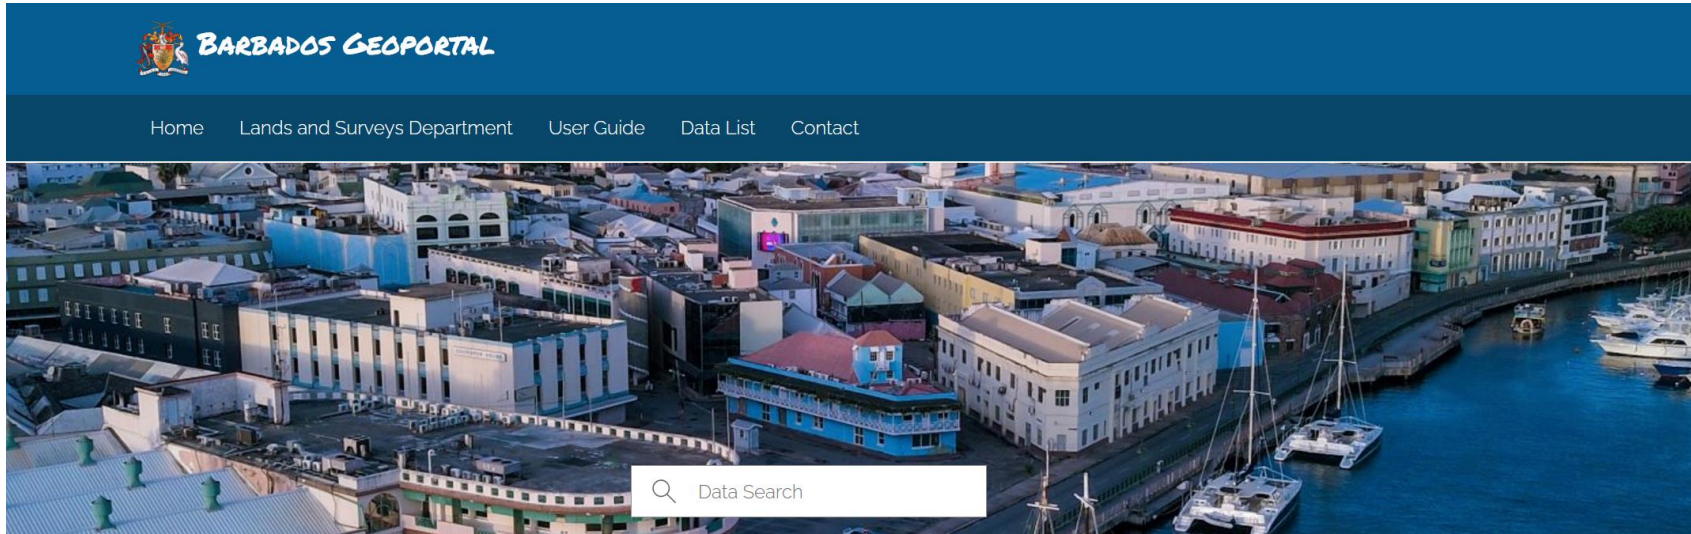 Barbados Geoportal
Home Lands and Surveys Department User Guide Data List Contact
Data Search